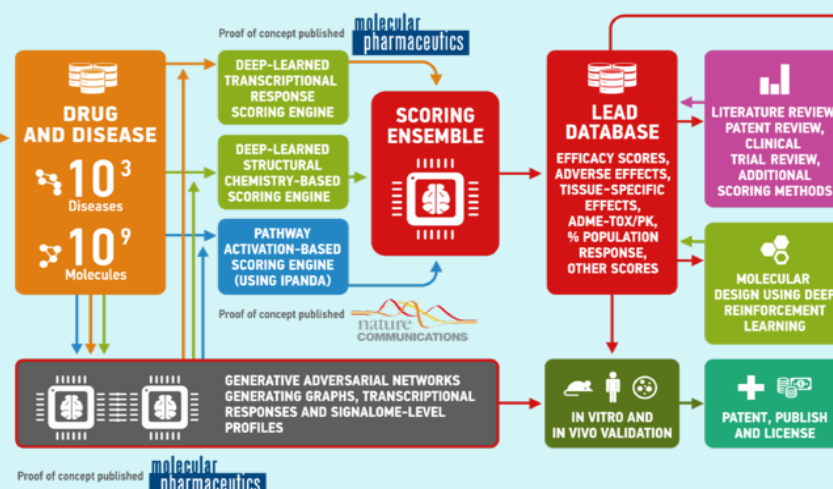 Proof of concept published
molecular
pharmaceutics
DRUG
AND DISEASE
10³
Diseases
10⁹
Molecules
DEEP-LEARNED
TRANSCRIPTIONAL
RESPONSE
SCORING ENGINE
DEEP-LEARNED
STRUCTURAL
CHEMISTRY-BASED
SCORING ENGINE
PATHWAY
ACTIVATION-BASED
SCORING ENGINE
(USING IPANDA)
Proof of concept published
nature
COMMUNICATIONS
SCORING
ENSEMBLE
LEAD
DATABASE
EFFICACY SCORES,
ADVERSE EFFECTS,
TISSUE-SPECIFIC
EFFECTS,
ADME-TOX/PK,
% POPULATION
RESPONSE,
OTHER SCORES
LITERATURE REVIEW
PATENT REVIEW,
CLINICAL
TRIAL REVIEW,
ADDITIONAL
SCORING METHODS
MOLECULAR
DESIGN USING DEEP
REINFORCEMENT
LEARNING
GENERATIVE ADVERSARIAL NETWORKS
GENERATING GRAPHS, TRANSCRIPTIONAL
RESPONSES AND SIGNALOME-LEVEL
PROFILES
IN VITRO AND
IN VIVO VALIDATION
PATENT, PUBLISH
AND LICENSE
Proof of concept published
molecular
pharmaceutics